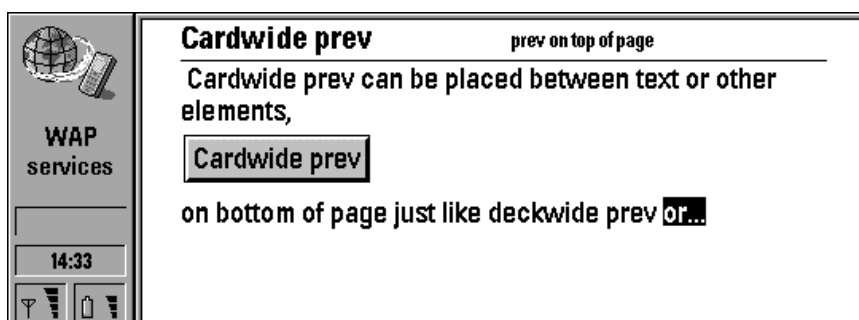 Cardwide prev
prev on top of page
Cardwide prev can be placed between text or other
elements,
Cardwide prev
on bottom of page just like deckwide prev or...
WAP
services
14:33